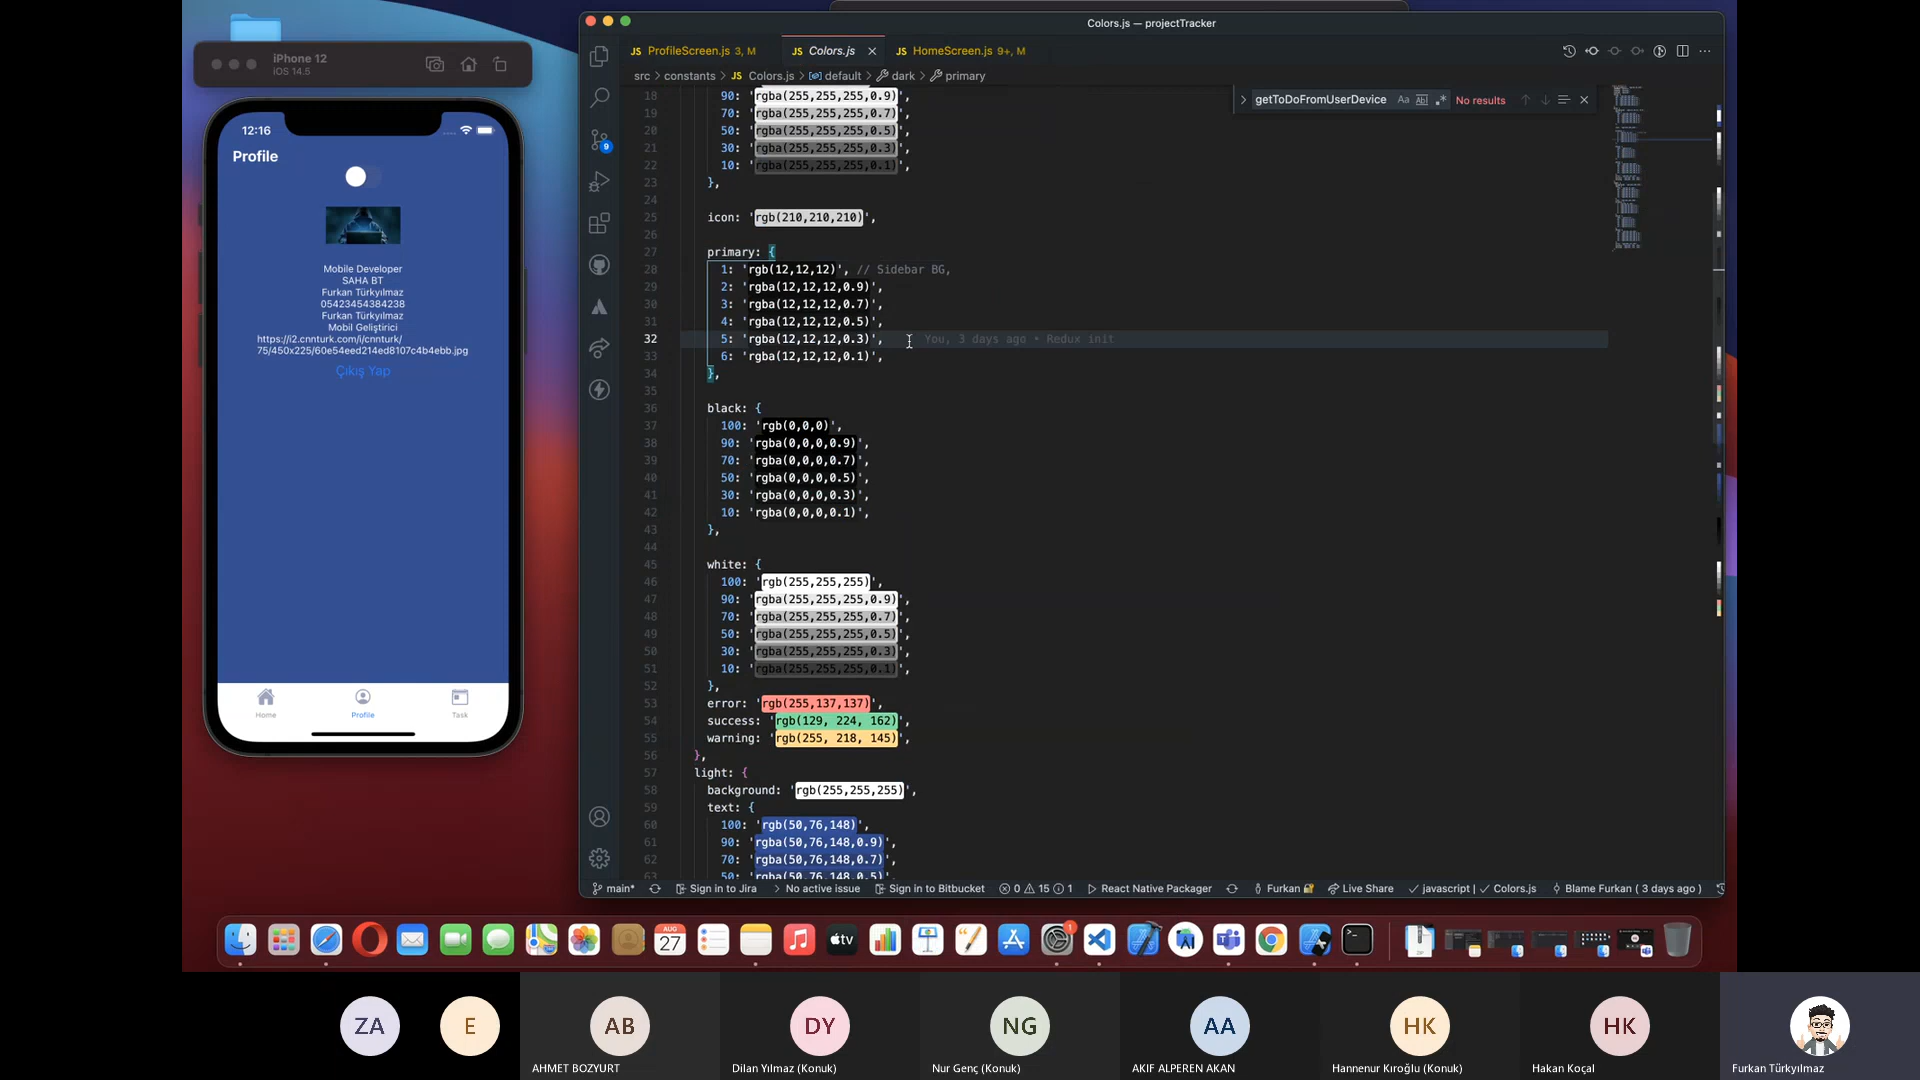 Colors.js — projectTracker
iPhone 12
iOS 14.5
JS ProfileScreen.js 3, M
JS Colors.js
JS HomeScreen.js 9+, M
src > constants > JS Colors.js > default > dark > primary
getToDoFromUserDevice
Aa
No results
12:16
Profile
Mobile Developer
SAHA BT
Furkan Türkyılmaz
05423454384238
Furkan Türkyılmaz
Mobil Geliştirici
https://i2.cnnturk.com/i/cnnturk/
75/450x225/60e54eed214ed8107c4b4ebb.jpg
Çıkış Yap
Home
Profile
Task
9
18 90: 'rgba(255,255,255,0.9)',
19 70: 'rgba(255,255,255,0.7)',
20 50: 'rgba(255,255,255,0.5)',
21 30: 'rgba(255,255,255,0.3)',
22 10: 'rgba(255,255,255,0.1)',
23 },
24
25 icon: 'rgb(210,210,210)',
26
27 primary: {
28 1: 'rgb(12,12,12)', // Sidebar BG,
29 2: 'rgba(12,12,12,0.9)',
30 3: 'rgba(12,12,12,0.7)',
31 4: 'rgba(12,12,12,0.5)',
32 5: 'rgba(12,12,12,0.3)', You, 3 days ago • Redux init
33 6: 'rgba(12,12,12,0.1)',
34 },
35
36 black: {
37 100: 'rgb(0,0,0)',
38 90: 'rgba(0,0,0,0.9)',
39 70: 'rgba(0,0,0,0.7)',
40 50: 'rgba(0,0,0,0.5)',
41 30: 'rgba(0,0,0,0.3)',
42 10: 'rgba(0,0,0,0.1)',
43 },
44
45 white: {
46 100: 'rgb(255,255,255)',
47 90: 'rgba(255,255,255,0.9)',
48 70: 'rgba(255,255,255,0.7)',
49 50: 'rgba(255,255,255,0.5)',
50 30: 'rgba(255,255,255,0.3)',
51 10: 'rgba(255,255,255,0.1)',
52 },
53 error: 'rgb(255,137,137)',
54 success: 'rgb(129, 224, 162)',
55 warning: 'rgb(255, 218, 145)',
56 },
57 light: {
58 background: 'rgb(255,255,255)',
59 text: {
60 100: 'rgb(50,76,148)',
61 90: 'rgba(50,76,148,0.9)',
62 70: 'rgba(50,76,148,0.7)',
63 50: 'rgba(50,76,148,0.5)',
main* Sign in to Jira No active issue Sign in to Bitbucket 0 15 1 React Native Packager Furkan Live Share javascript | Colors.js Blame Furkan ( 3 days ago )
AUG
27
tv
1
ZA
E
AB
DY
NG
AA
HK
HK
AHMET BOZYURT
Dilan Yılmaz (Konuk)
Nur Genç (Konuk)
AKIF ALPEREN AKAN
Hannenur Kıroğlu (Konuk)
Hakan Koçal
Furkan Türkyılmaz